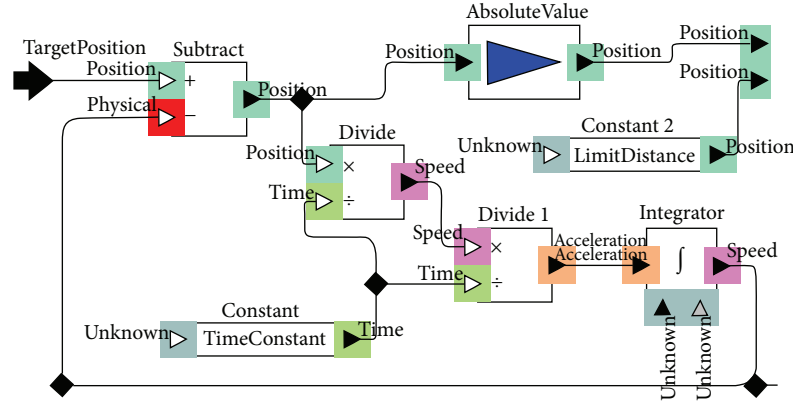 AbsoluteValue
TargetPosition
Subtract
Position
Position
Position
Position
Position
Position
Physical
+
−
Position
Constant 2
Unknown
LimitDistance
Position
Divide
Position
×
Speed
Time
÷
Divide 1
Integrator
Speed
×
Acceleration
Acceleration
∫
Speed
Time
÷
Constant
Unknown
TimeConstant
Time
Unknown
Unknown